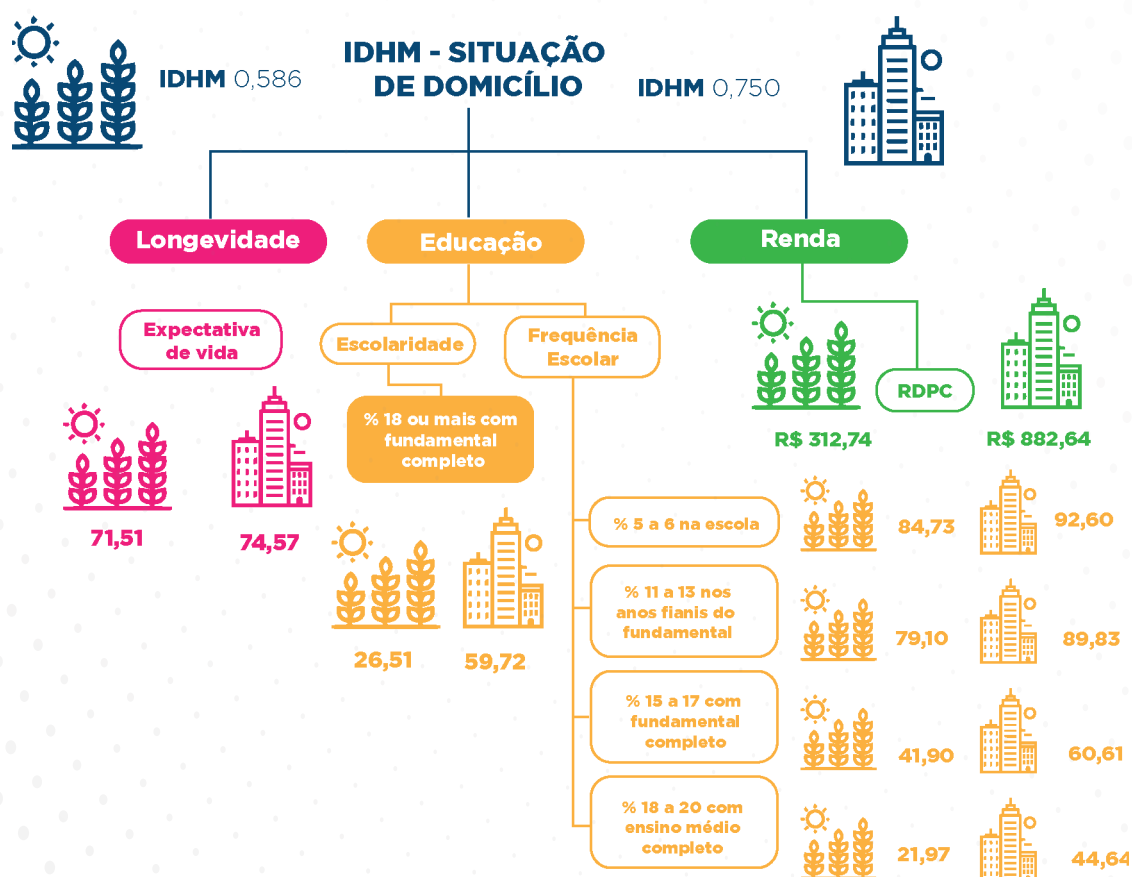 IDHM - SITUAÇÃO
DE DOMICÍLIO
IDHM 0,586
IDHM 0,750
Longevidade
Educação
Renda
Expectativa
de vida
71,51
74,57
Escolaridade
% 18 ou mais com
fundamental
completo
26,51
59,72
Frequência
Escolar
RDPC
R$ 312,74
R$ 882,64
% 5 a 6 na escola
84,73
92,60
% 11 a 13 nos
anos fianis do
fundamental
79,10
89,83
% 15 a 17 com
fundamental
completo
41,90
60,61
% 18 a 20 com
ensino médio
completo
21,97
44,64